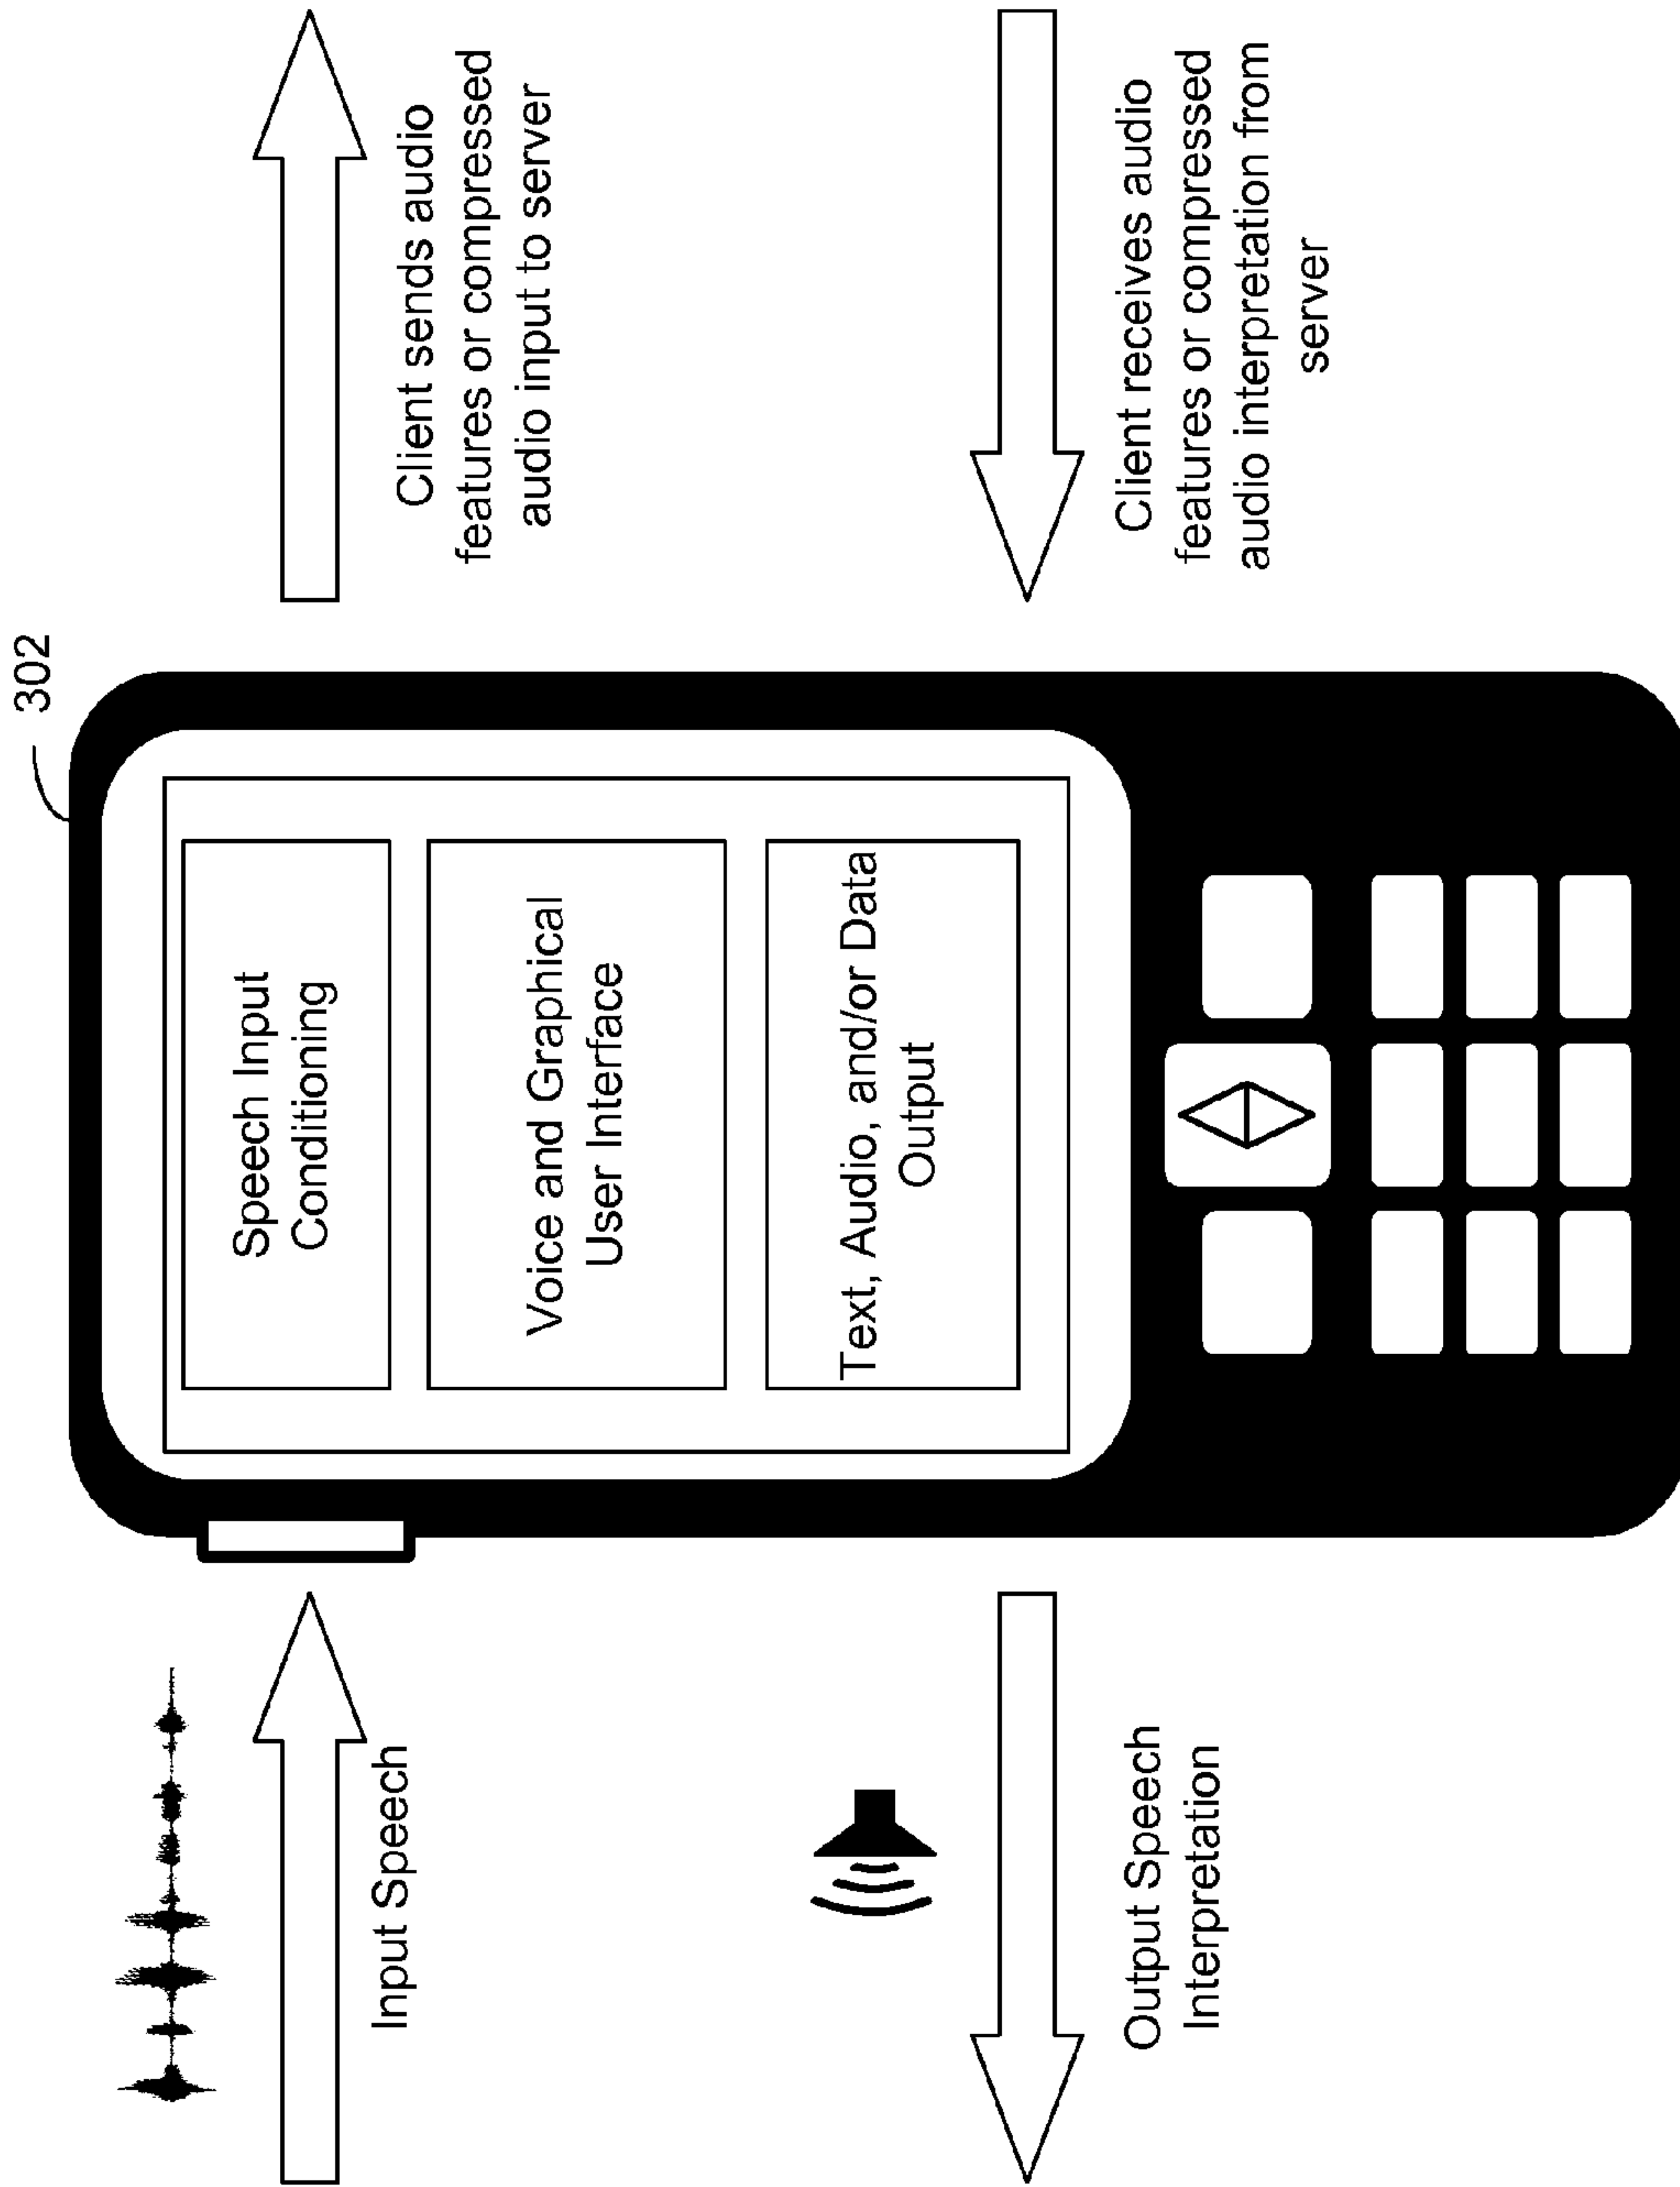 302
Input Speech
Speech Input
Conditioning
Voice and Graphical
User Interface
Text, Audio, and/or Data
Output
Client sends audio
features or compressed
audio input to server
Output Speech
Interpretation
Client receives audio
features or compressed
audio interpretation from
server